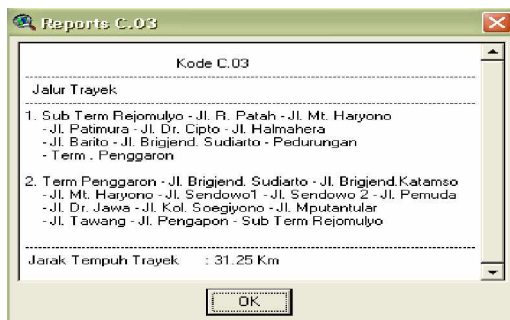 Reports C.03
Kode C.03
Jalur Trayek
1. Sub Term Rejomulyo - Jl. R. Patah - Jl. Mt. Haryono
- Jl. Patimura - Jl. Dr. Cipto - Jl. Halmahera
- Jl. Barito - Jl. Brigjend. Sudiarto - Pedurungan
- Term . Penggaron
2. Term Penggaron - Jl. Brigjend. Sudiarto - Jl. Brigjend.Katamso
- Jl. Mt. Haryono - Jl. Sendowo1 - Jl. Sendowo 2 - Jl. Pemuda
- Jl. Dr. Jawa - Jl. Kol. Soegiyono - Jl. Mputantular
- Jl. Tawang - Jl. Pengapon - Sub Term Rejomulyo
Jarak Tempuh Trayek : 31.25 Km
OK